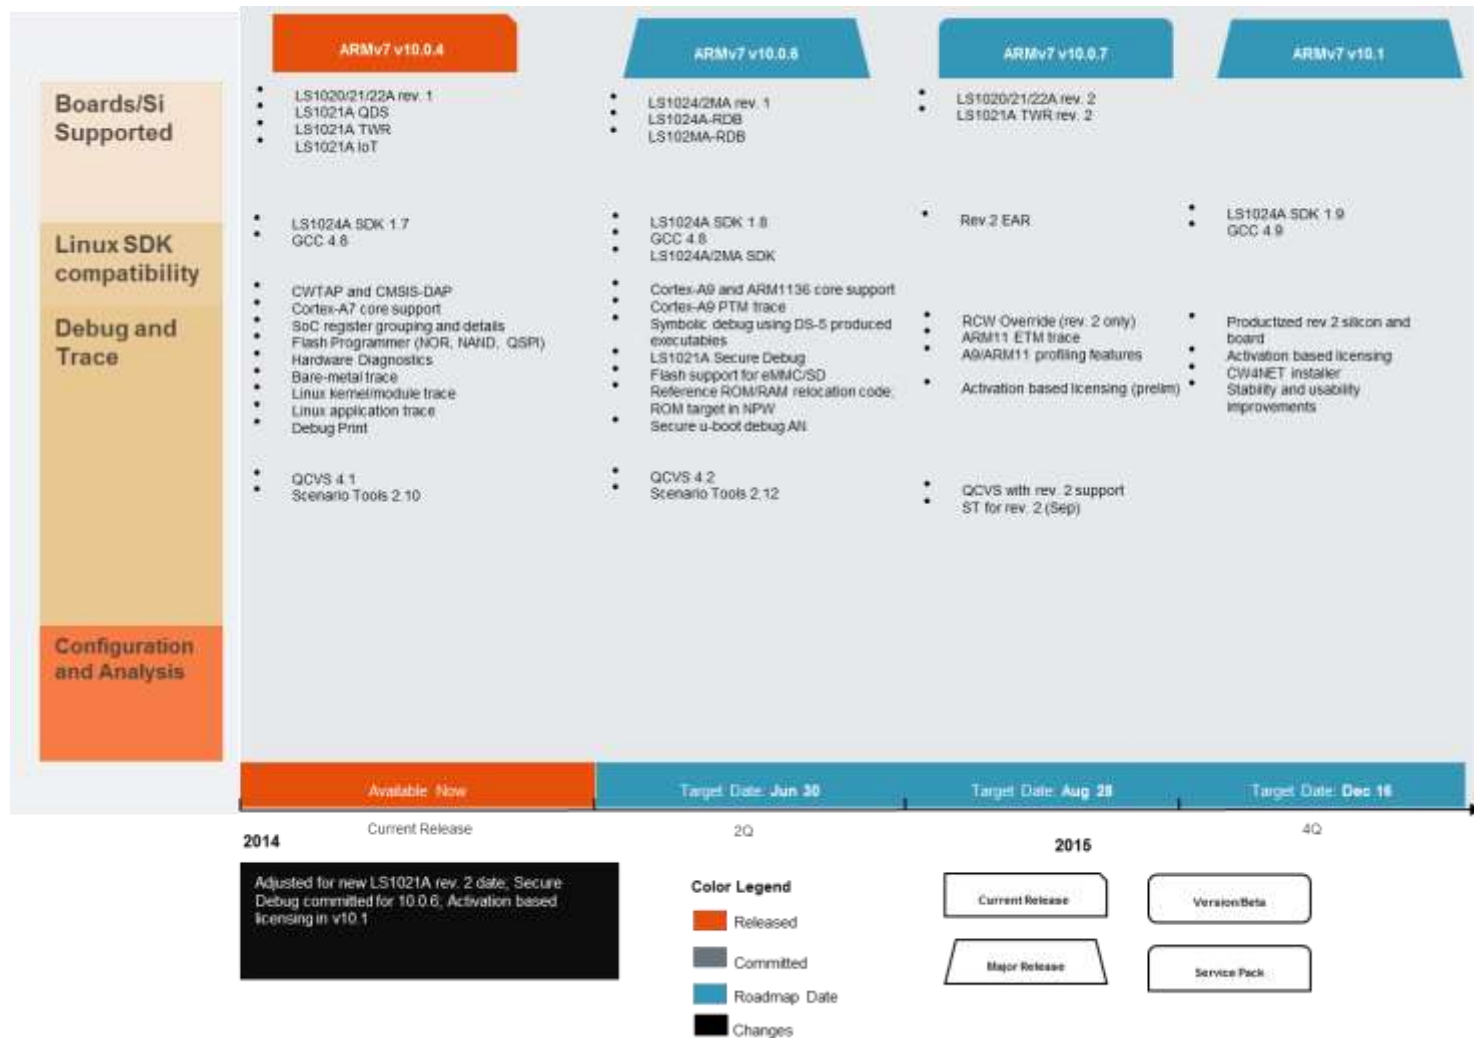 ARMv7 v10.0.4
ARMv7 v10.0.6
ARMv7 v10.0.7
ARMv7 v10.1
Boards/Si
Supported
LS1020/21/22A rev. 1
LS1021A QDS
LS1021A TWR
LS1021A IoT
LS1024/2MA rev. 1
LS1024A-RDB
LS102MA-RDB
LS1020/21/22A rev. 2
LS1021A TWR rev. 2
Linux SDK
compatibility
LS1024A SDK 1.7
GCC 4.8
LS1024A SDK 1.8
GCC 4.8
LS1024A/2MA SDK
Rev.2 EAR
LS1024A SDK 1.9
GCC 4.9
Debug and
Trace
CWTAP and CMSIS-DAP
Cortex-A7 core support
SoC register grouping and details
Flash Programmer (NOR, NAND, QSPI)
Hardware Diagnostics
Bare-metal trace
Linux kernel/module trace
Linux application trace
Debug Print
Cortex-A9 and ARM1136 core support
Cortex-A9 PTM trace
Symbolic debug using DS-5 produced
executables
LS1021A Secure Debug
Flash support for eMMC/SD
Reference ROM/RAM relocation code;
ROM target in NPW
Secure u-boot debug AN
RCW Override (rev. 2 only)
ARM11 ETM trace
A9/ARM11 profiling features
Activation based licensing (prelim)
Productized rev 2 silicon and
board
Activation based licensing
CW4NET installer
Stability and usability
improvements
QCVS 4.1
Scenario Tools 2.10
QCVS 4.2
Scenario Tools 2.12
QCVS with rev. 2 support
ST for rev. 2 (Sep)
Configuration
and Analysis
Available Now
Target Date: Jun 30
Target Date: Aug 28
Target Date: Dec 16
Current Release
2Q
4Q
2014
2015
Adjusted for new LS1021A rev. 2 date; Secure
Debug committed for 10.0.6; Activation based
licensing in v10.1
Color Legend
Released
Committed
Roadmap Date
Changes
Current Release
Version/Beta
Major Release
Service Pack